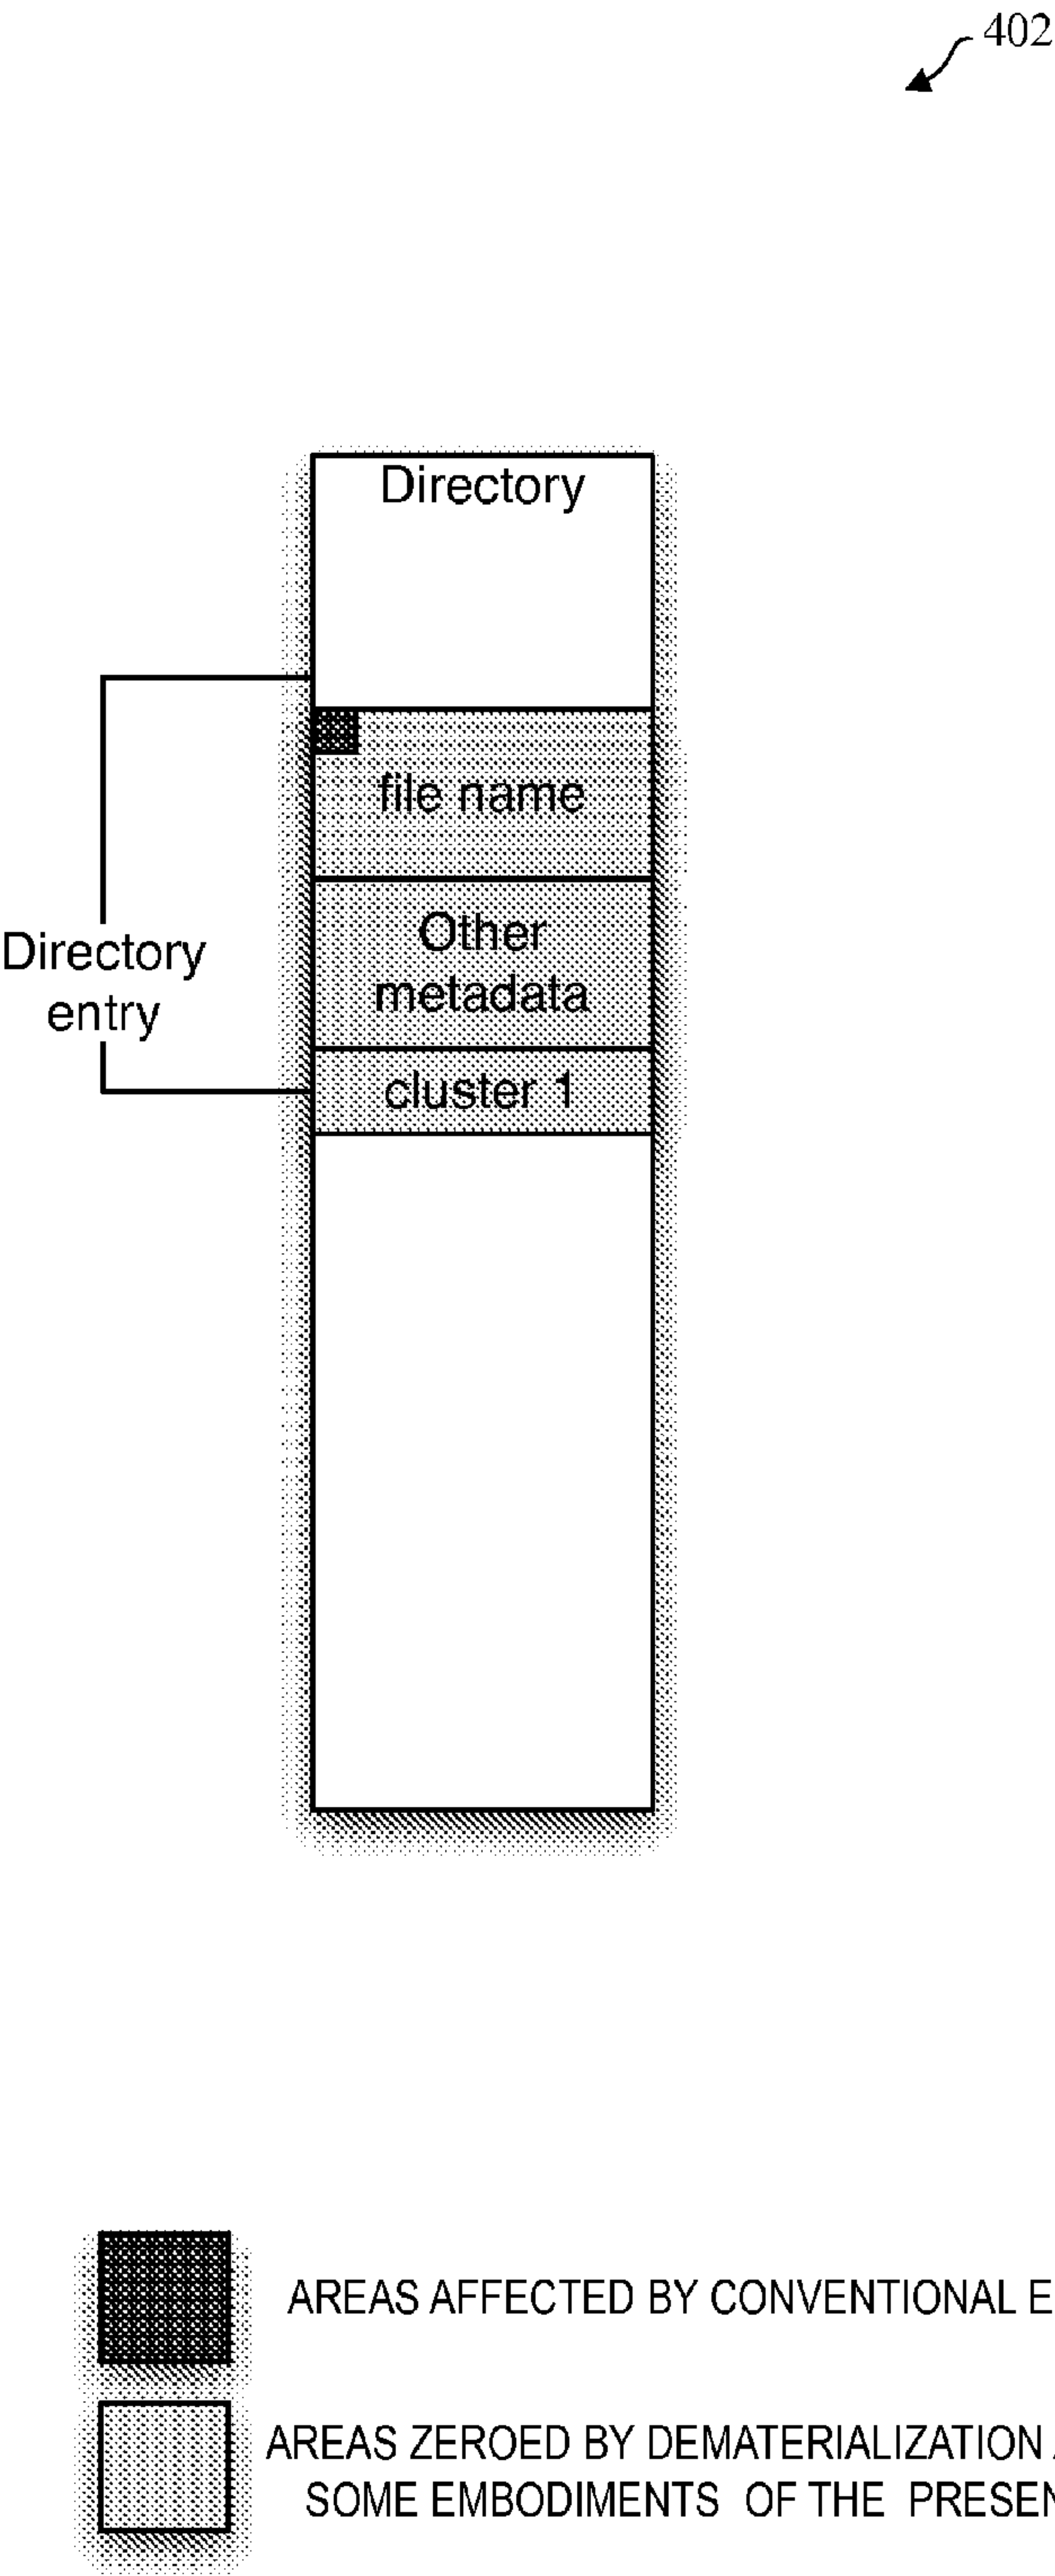 402
Directory
file name
Directory
entry
Other
metadata
cluster 1
AREAS AFFECTED BY CONVENTIONAL
AREAS ZEROED BY DEMATERIALIZATION
SOME EMBODIMENTS OF THE